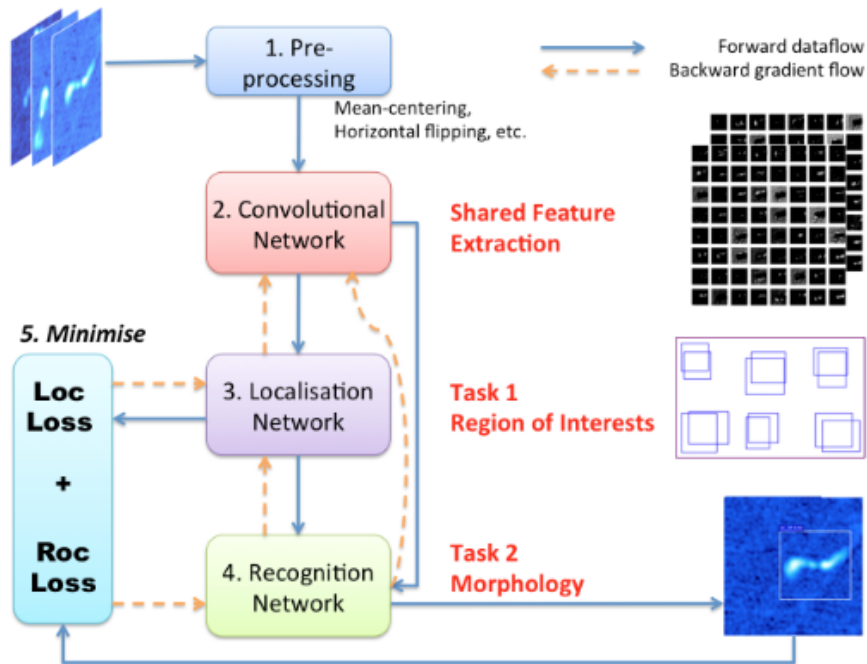 1. Pre-
processing
Forward dataflow
Backward gradient flow
Mean-centering,
Horizontal flipping, etc.
2. Convolutional
Network
Shared Feature
Extraction
5. Minimise
Loc
Loss
+
Roc
Loss
3. Localisation
Network
Task 1
Region of Interests
4. Recognition
Network
Task 2
Morphology